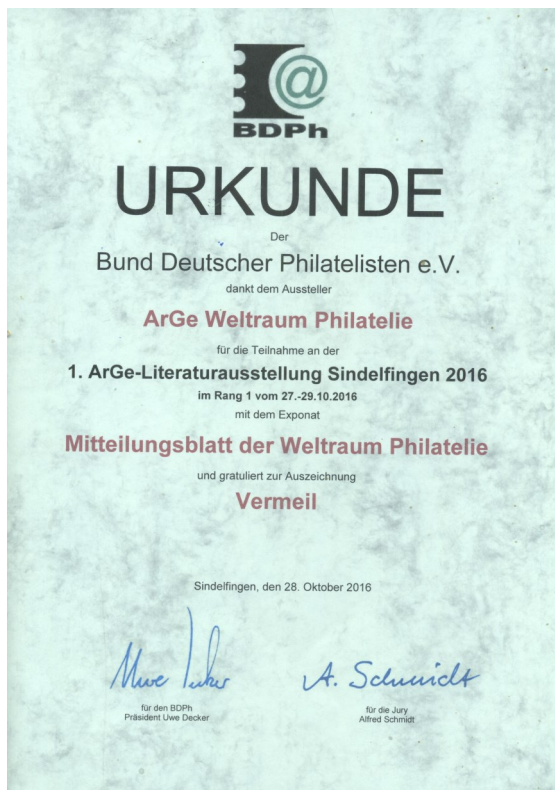 @
BDPh
URKUNDE
Der
Bund Deutscher Philatelisten e.V.
dankt dem Aussteller
ArGe Weltraum Philatelie
für die Teilnahme an der
1. ArGe-Literaturausstellung Sindelfingen 2016
im Rang 1 vom 27.-29.10.2016
mit dem Exponat
Mitteilungsblatt der Weltraum Philatelie
und gratuliert zur Auszeichnung
Vermeil
Sindelfingen, den 28. Oktober 2016
Uwe Decker
A. Schmidt
für den BDPh
Präsident Uwe Decker
für die Jury
Alfred Schmidt